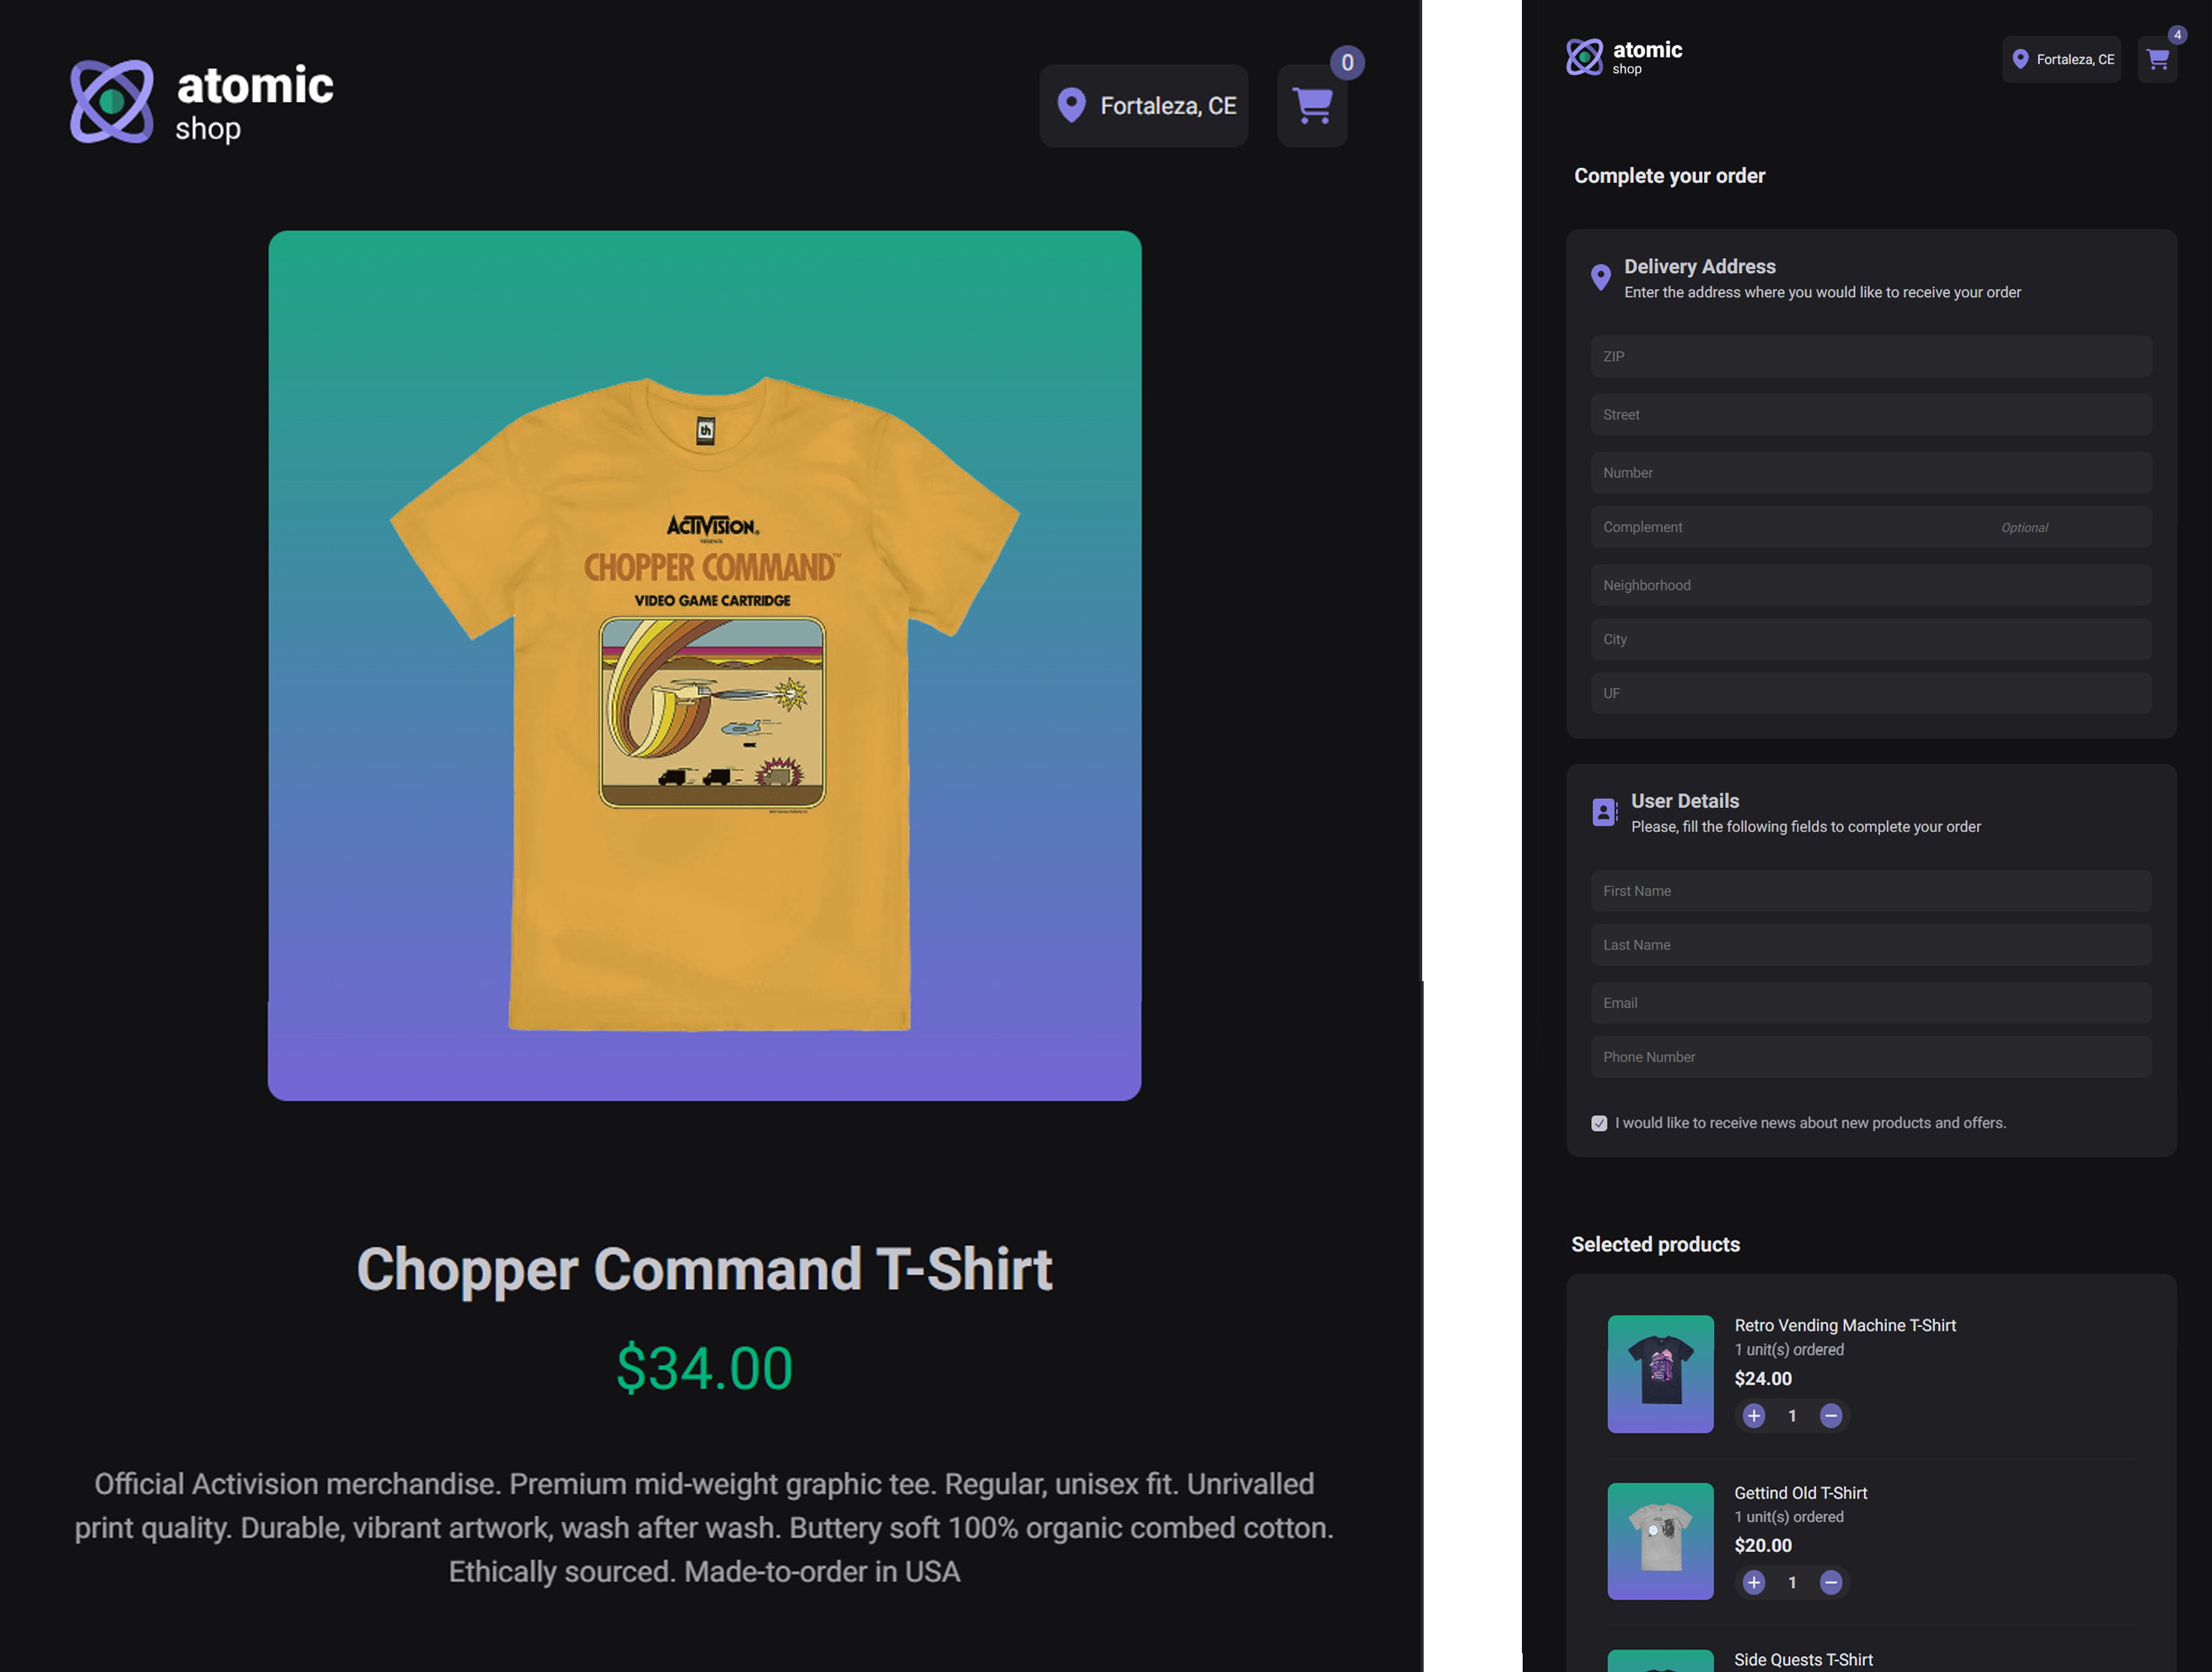 atomic
shop
Fortaleza, CE
0
th
ACTIVISION®
PRESENTS
CHOPPER COMMAND™
VIDEO GAME CARTRIDGE
Chopper Command T-Shirt
$34.00
Official Activision merchandise. Premium mid-weight graphic tee. Regular, unisex fit. Unrivalled
print quality. Durable, vibrant artwork, wash after wash. Buttery soft 100% organic combed cotton.
Ethically sourced. Made-to-order in USA
atomic
shop
Fortaleza, CE
4
Complete your order
Delivery Address
Enter the address where you would like to receive your order
ZIP
Street
Number
Complement Optional
Neighborhood
City
UF
User Details
Please, fill the following fields to complete your order
First Name
Last Name
Email
Phone Number
I would like to receive news about new products and offers.
Selected products
Retro Vending Machine T-Shirt
1 unit(s) ordered
$24.00
+ 1 −
Gettind Old T-Shirt
1 unit(s) ordered
$20.00
+ 1 −
Side Quests T-Shirt